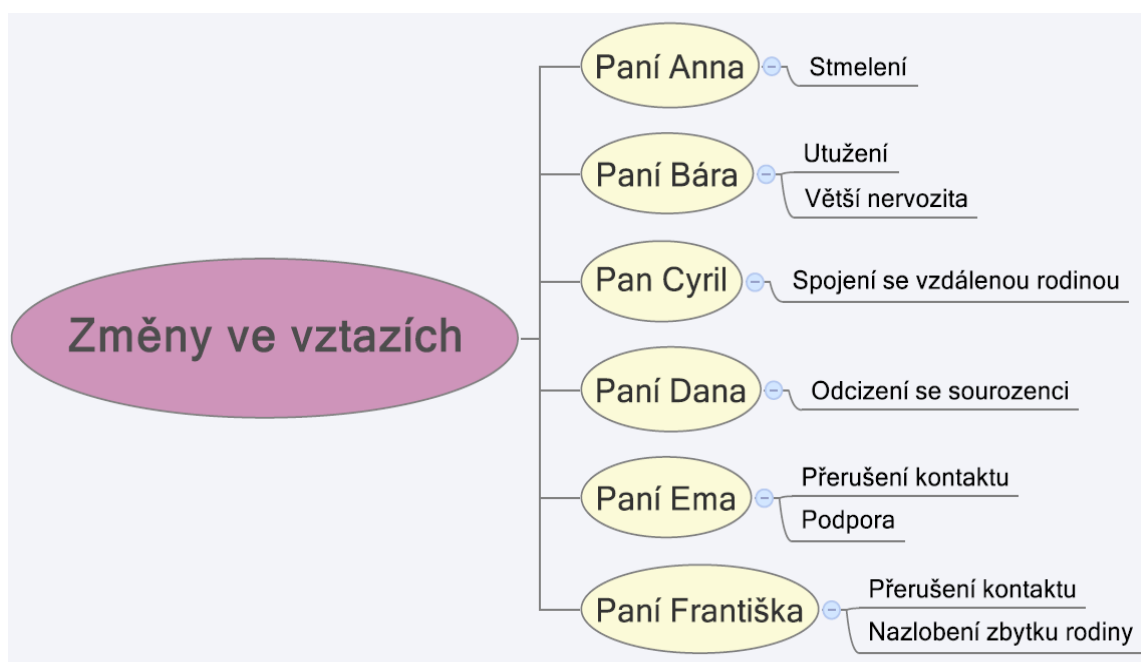 Změny ve vztazích
Paní Anna
Stmelení
Paní Bára
Utužení
Větší nervozita
Pan Cyril
Spojení se vzdálenou rodinou
Paní Dana
Odcizení se sourozenci
Paní Ema
Přerušení kontaktu
Podpora
Paní Františka
Přerušení kontaktu
Nazlobení zbytku rodiny